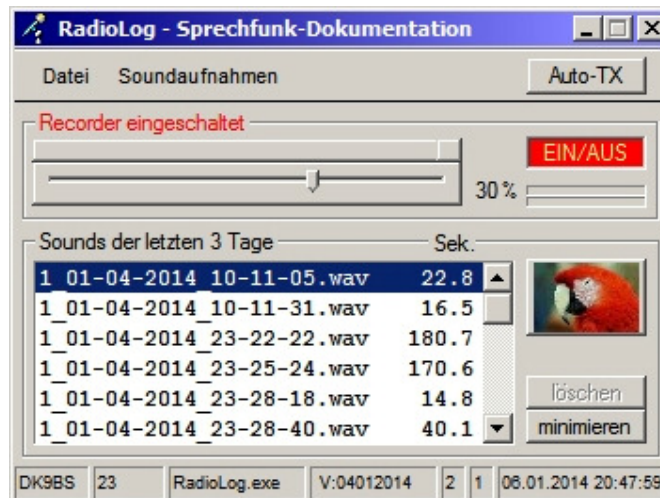 RadioLog - Sprechfunk-Dokumentation
Datei Soundaufnahmen Auto-TX
Recorder eingeschaltet
EIN/AUS
30 %
Sounds der letzten 3 Tage Sek.
1_01-04-2014_10-11-05.wav 22.8
1_01-04-2014_10-11-31.wav 16.5
1_01-04-2014_23-22-22.wav 180.7
1_01-04-2014_23-25-24.wav 170.6
1_01-04-2014_23-28-18.wav 14.8
1_01-04-2014_23-28-40.wav 40.1
löschen
minimieren
DK9BS 23 RadioLog.exe V:04012014 2 1 06.01.2014 20:47:59